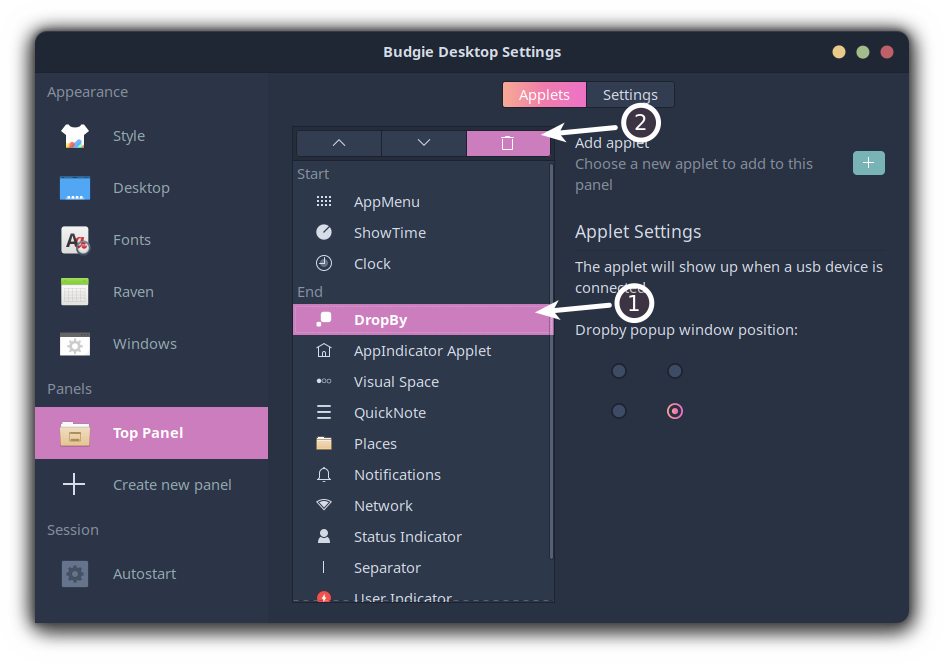 Budgie Desktop Settings
Appearance
Style
Desktop
Fonts
Raven
Windows
Panels
Top Panel
Create new panel
Session
Autostart
Applets
Settings
Start
AppMenu
ShowTime
Clock
End
DropBy
AppIndicator Applet
Visual Space
QuickNote
Places
Notifications
Network
Status Indicator
Separator
User Indicator
2
Add applet
Choose a new applet to add to this
panel
Applet Settings
The applet will show up when a usb device is
connected
1
Dropby popup window position: